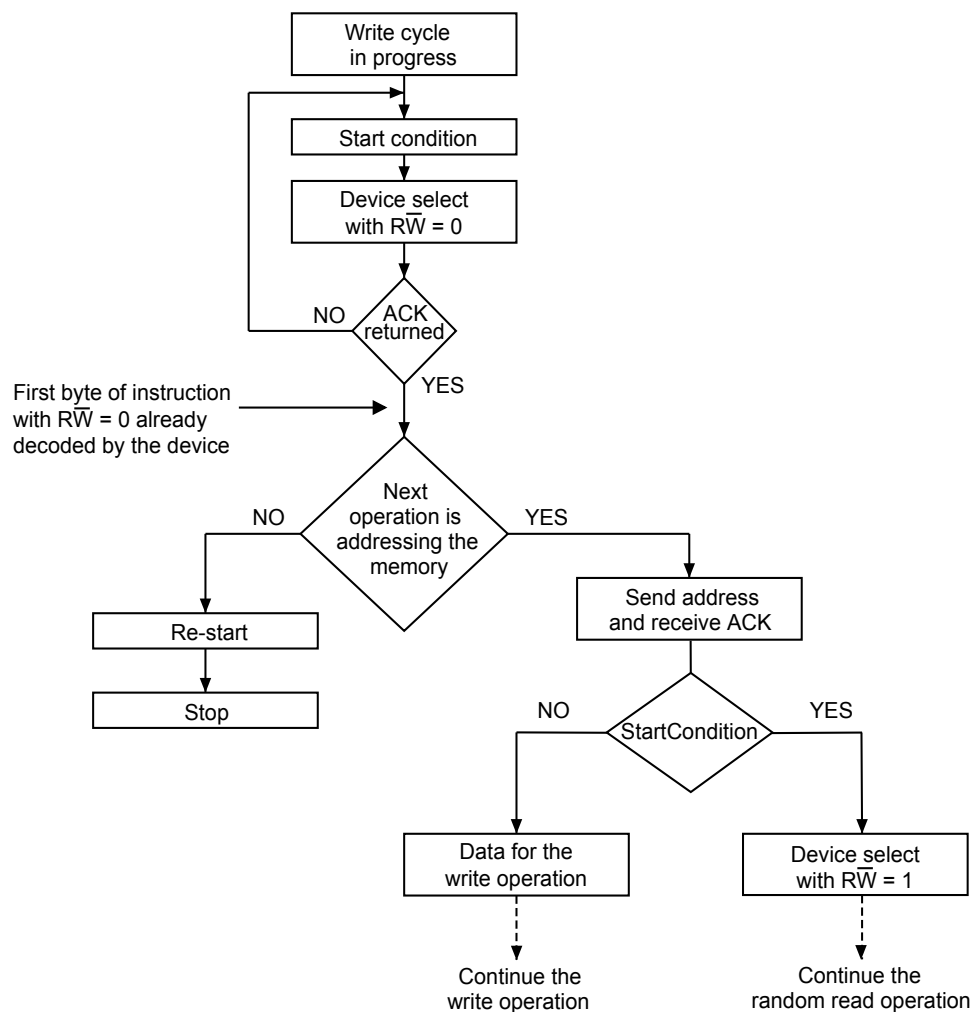 Write cycle
in progress
Start condition
Device select
with RW̅ = 0
ACK
returned
NO
YES
First byte of instruction
with RW̅ = 0 already
decoded by the device
Next
operation is
addressing the
memory
NO
YES
Re-start
Stop
Send address
and receive ACK
StartCondition
NO
YES
Data for the
write operation
Device select
with RW̅ = 1
Continue the
write operation
Continue the
random read operation